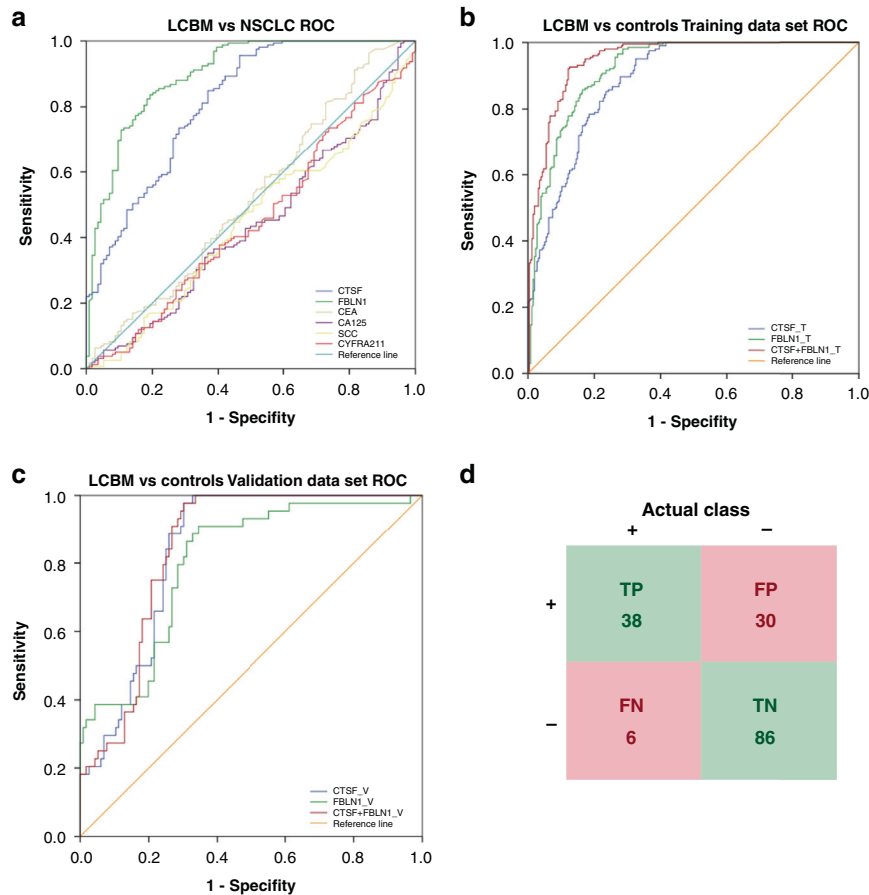 a
LCBM vs NSCLC ROC
1.0
0.8
0.6
0.4
0.2
0.0
Sensitivity
CTSF
FBLN1
CEA
CA125
SCC
CYFRA211
Reference line
0.0 0.2 0.4 0.6 0.8 1.0
1 - Specifity
b
LCBM vs controls Training data set ROC
1.0
0.8
0.6
0.4
0.2
0.0
Sensitivity
CTSF_T
FBLN1_T
CTSF+FBLN1_T
Reference line
0.0 0.2 0.4 0.6 0.8 1.0
1 - Specifity
c
LCBM vs controls Validation data set ROC
1.0
0.8
0.6
0.4
0.2
0.0
Sensitivity
CTSF_V
FBLN1_V
CTSF+FBLN1_V
Reference line
0.0 0.2 0.4 0.6 0.8 1.0
1 - Specifity
d
Actual class
+ −
+
TP FP
38 30
−
FN TN
6 86